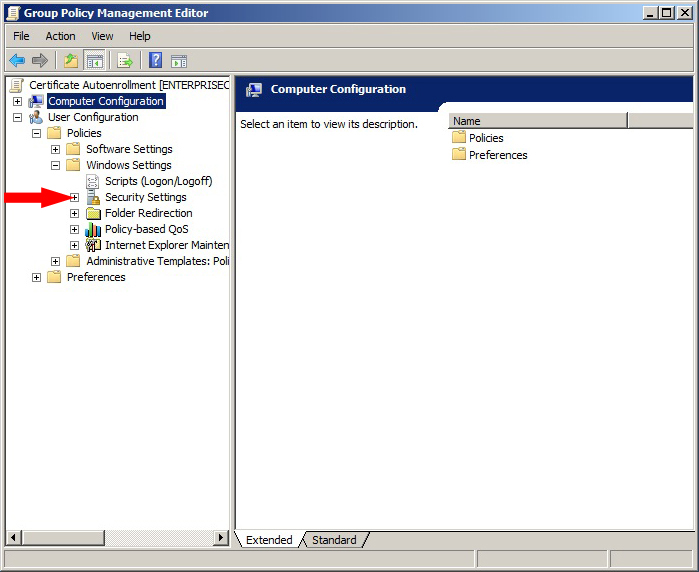 Group Policy Management Editor
File Action View Help
Certificate Autoenrollment [ENTERPRISEC
Computer Configuration
User Configuration
Policies
Software Settings
Windows Settings
Scripts (Logon/Logoff)
Security Settings
Folder Redirection
Policy-based QoS
Internet Explorer Mainten
Administrative Templates: Poli
Preferences
Computer Configuration
Select an item to view its description.
Name
Policies
Preferences
Extended Standard